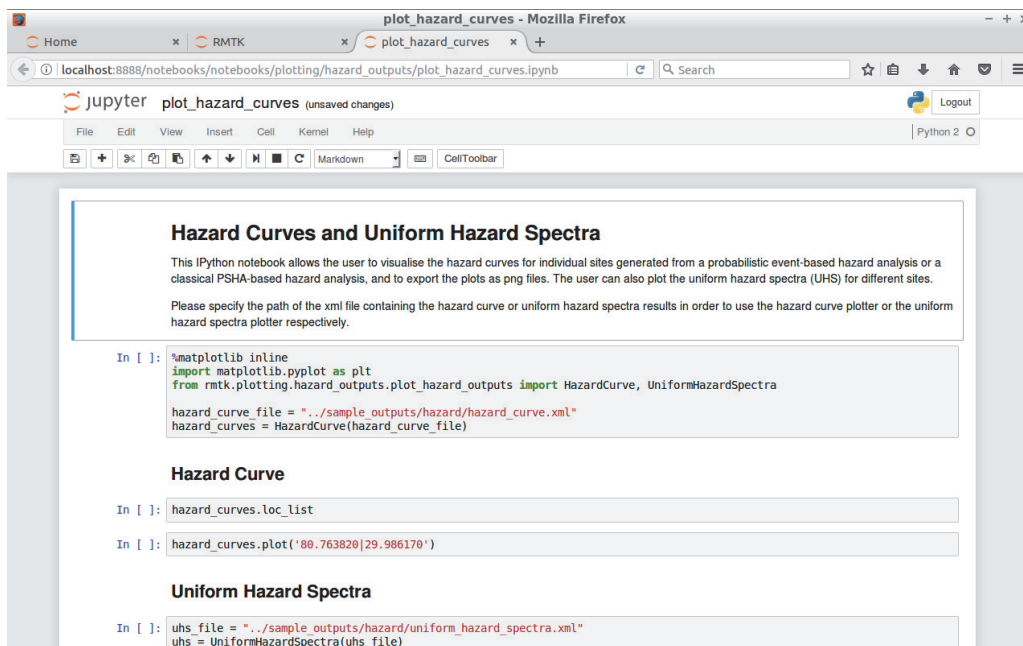 plot_hazard_curves - Mozilla Firefox
Home
RMTK
plot_hazard_curves
localhost:8888/notebooks/notebooks/plotting/hazard_outputs/plot_hazard_curves.ipynb
Search
jupyter plot_hazard_curves (unsaved changes)
Logout
File Edit View Insert Cell Kernel Help
Python 2
Markdown
CellToolbar
Hazard Curves and Uniform Hazard Spectra
This IPython notebook allows the user to visualise the hazard curves for individual sites generated from a probabilistic event-based hazard analysis or a
classical PSHA-based hazard analysis, and to export the plots as png files. The user can also plot the uniform hazard spectra (UHS) for different sites.
Please specify the path of the xml file containing the hazard curve or uniform hazard spectra results in order to use the hazard curve plotter or the uniform
hazard spectra plotter respectively.
In [ ]: %matplotlib inline
import matplotlib.pyplot as plt
from rmtk.plotting.hazard_outputs.plot_hazard_outputs import HazardCurve, UniformHazardSpectra
hazard_curve_file = "../sample_outputs/hazard/hazard_curve.xml"
hazard_curves = HazardCurve(hazard_curve_file)
Hazard Curve
In [ ]: hazard_curves.loc_list
In [ ]: hazard_curves.plot('80.763820|29.986170')
Uniform Hazard Spectra
In [ ]: uhs_file = "../sample_outputs/hazard/uniform_hazard_spectra.xml"
uhs = UniformHazardSpectra(uhs_file)